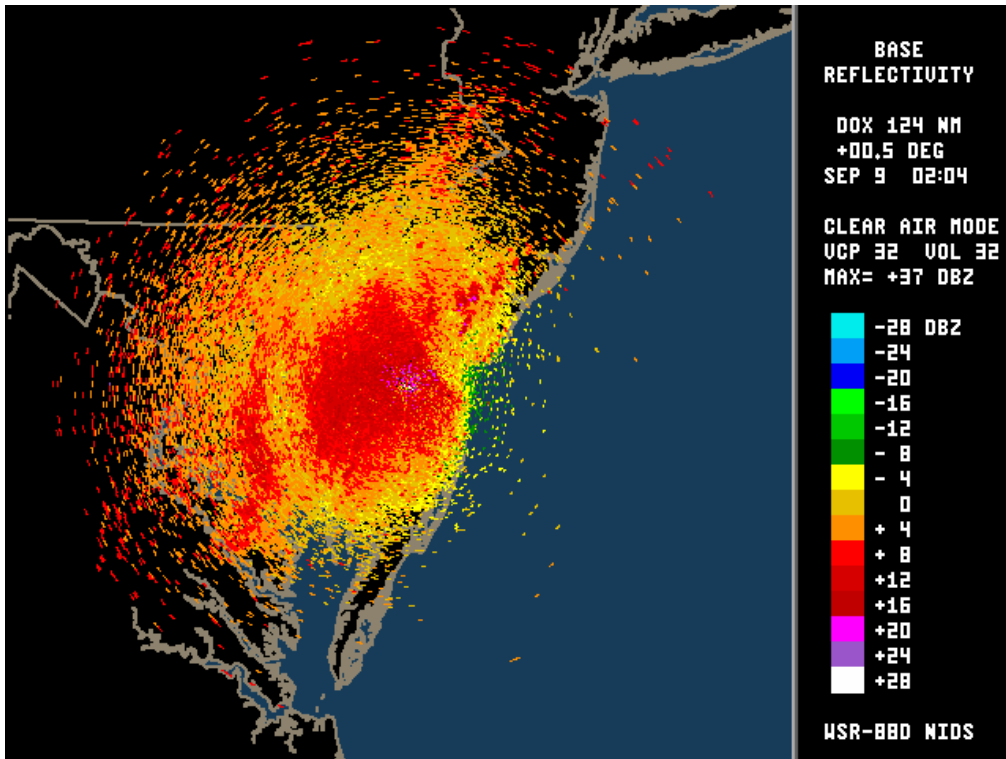 BASE
REFLECTIVITY
DOX 124 NM
+00.5 DEG
SEP 9 02:04
CLEAR AIR MODE
VCP 32 VOL 32
MAX= +37 DBZ
-28 DBZ
-24
-20
-16
-12
- 8
- 4
0
+ 4
+ 8
+12
+16
+20
+24
+28
WSR-88D NIDS